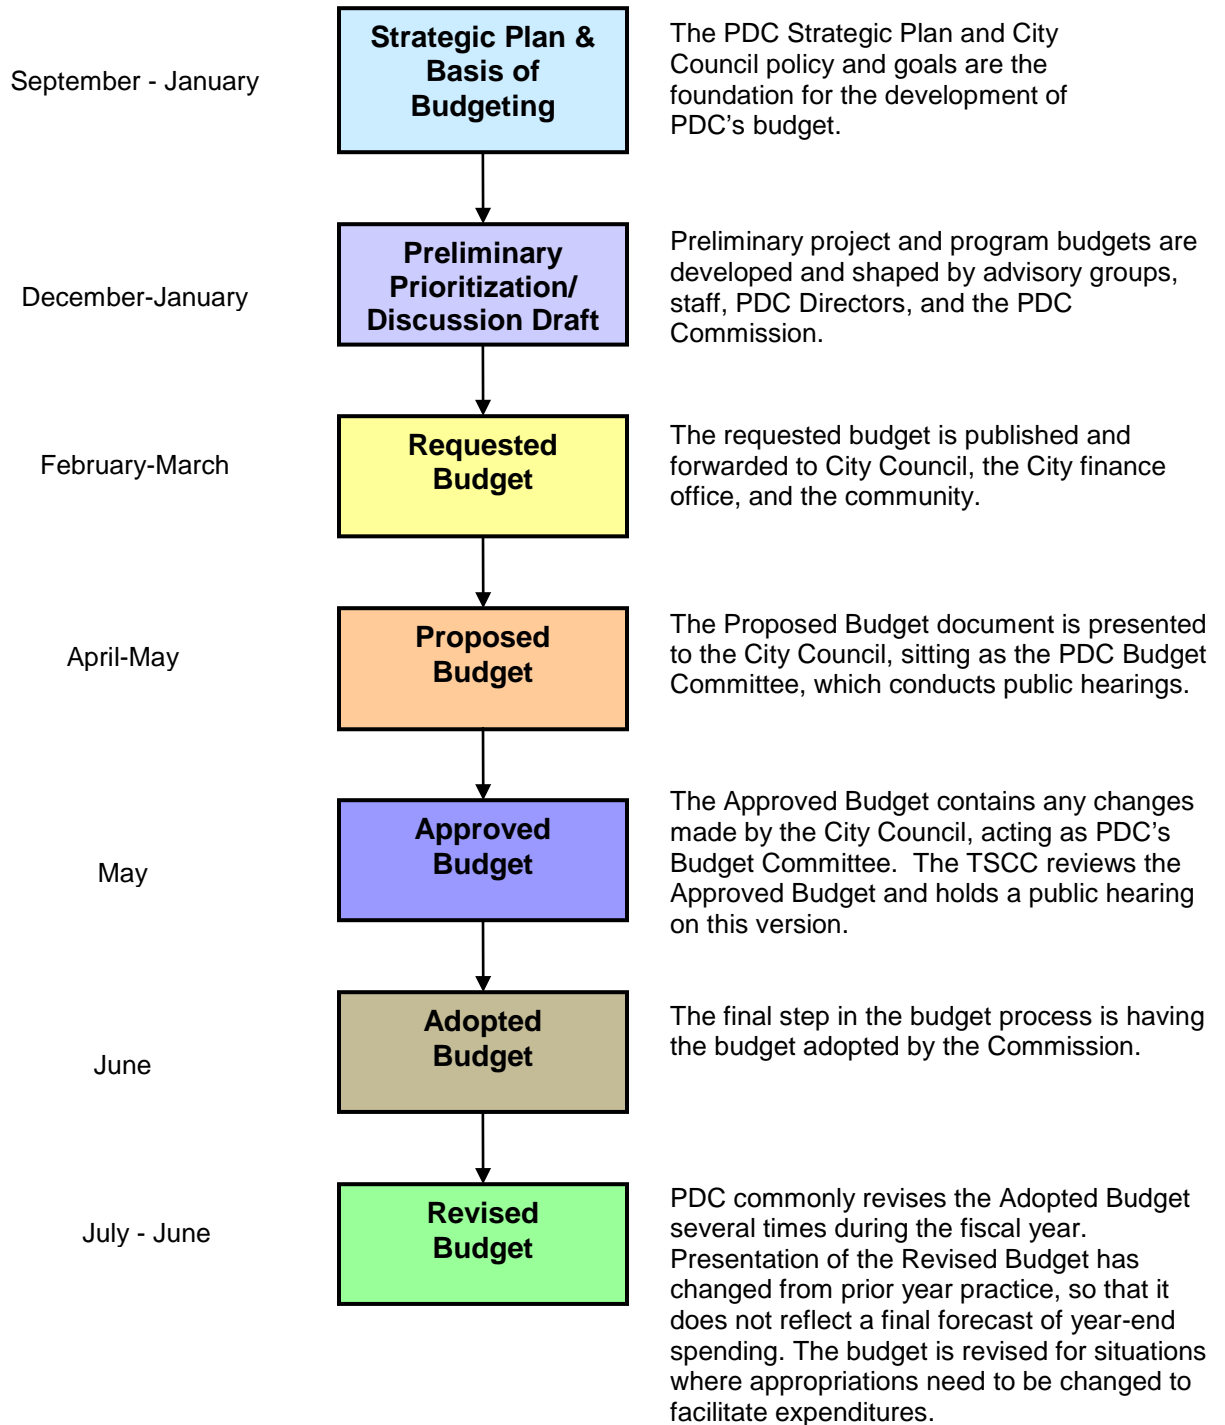 September - January
Strategic Plan &
Basis of
Budgeting
The PDC Strategic Plan and City
Council policy and goals are the
foundation for the development of
PDC’s budget.
December-January
Preliminary
Prioritization/
Discussion Draft
Preliminary project and program budgets are
developed and shaped by advisory groups,
staff, PDC Directors, and the PDC
Commission.
February-March
Requested
Budget
The requested budget is published and
forwarded to City Council, the City finance
office, and the community.
April-May
Proposed
Budget
The Proposed Budget document is presented
to the City Council, sitting as the PDC Budget
Committee, which conducts public hearings.
May
Approved
Budget
The Approved Budget contains any changes
made by the City Council, acting as PDC’s
Budget Committee.  The TSCC reviews the
Approved Budget and holds a public hearing
on this version.
June
Adopted
Budget
The final step in the budget process is having
the budget adopted by the Commission.
July - June
Revised
Budget
PDC commonly revises the Adopted Budget
several times during the fiscal year.
Presentation of the Revised Budget has
changed from prior year practice, so that it
does not reflect a final forecast of year-end
spending. The budget is revised for situations
where appropriations need to be changed to
facilitate expenditures.